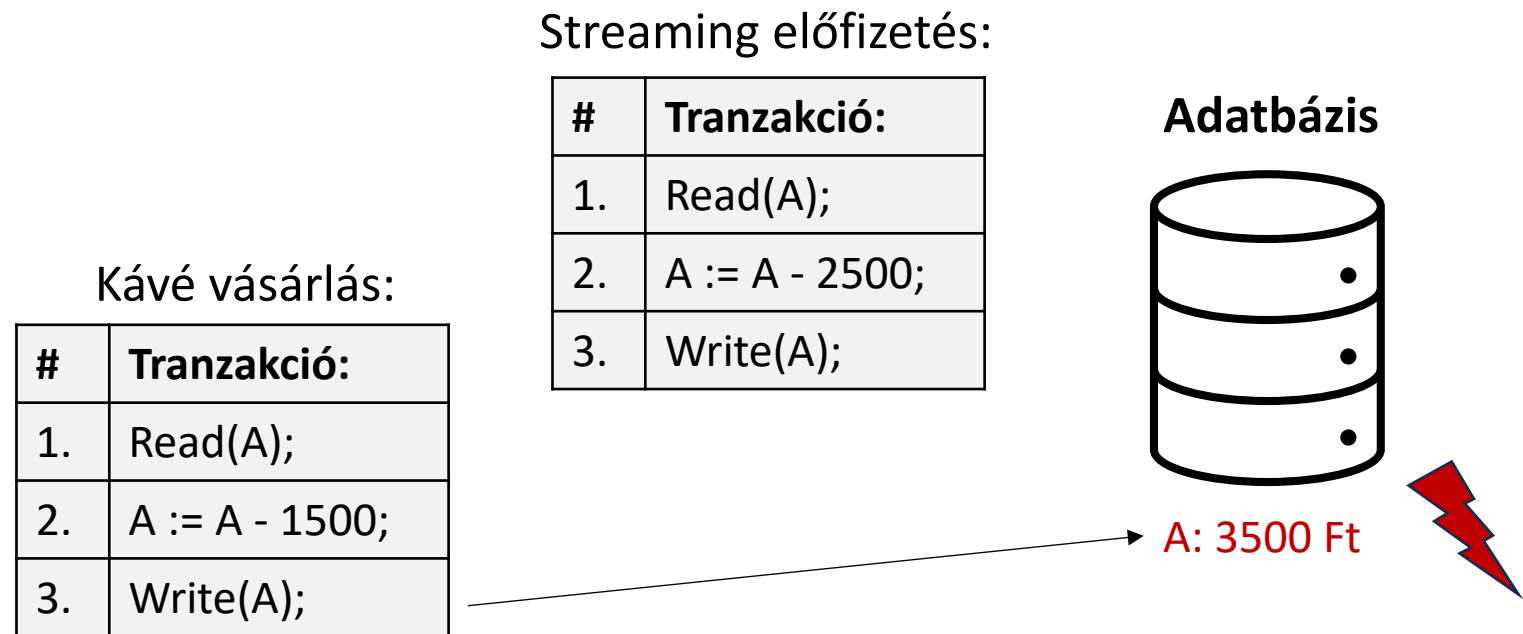 Streaming előfizetés:
# Tranzakció:
1. Read(A);
2. A := A - 2500;
3. Write(A);
Adatbázis
A: 3500 Ft
Kávé vásárlás:
# Tranzakció:
1. Read(A);
2. A := A - 1500;
3. Write(A);